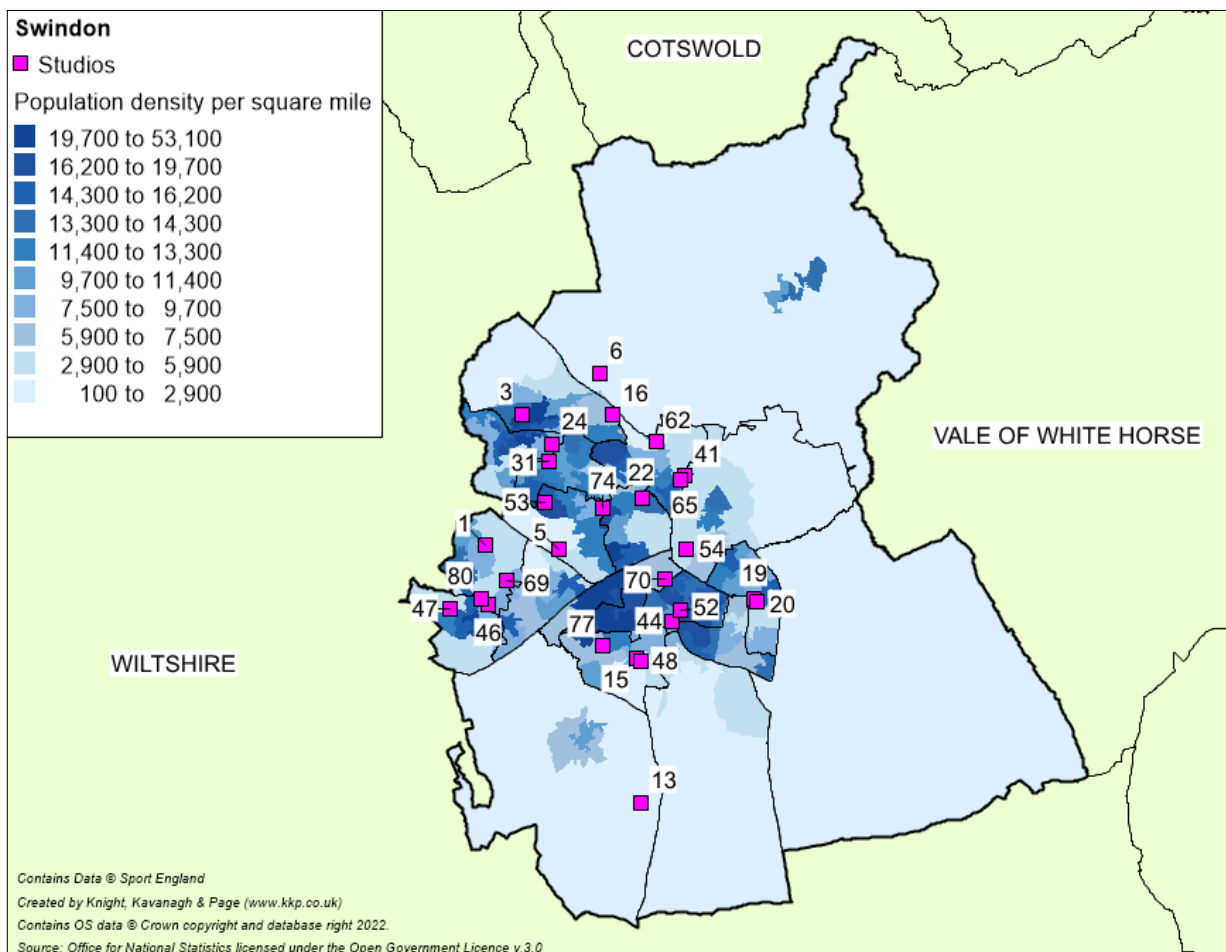 Swindon
Studios
Population density per square mile
19,700 to 53,100
16,200 to 19,700
14,300 to 16,200
13,300 to 14,300
11,400 to 13,300
9,700 to 11,400
7,500 to 9,700
5,900 to 7,500
2,900 to 5,900
100 to 2,900
COTSWOLD
6
3
16
24
62
VALE OF WHITE HORSE
41
31
22
74
53
65
1
5
54
80
69
70
19
47
52
20
46
77
44
WILTSHIRE
48
15
13
Contains Data © Sport England
Created by Knight, Kavanagh & Page (www.kkp.co.uk)
Contains OS data © Crown copyright and database right 2022.
Source: Office for National Statistics licensed under the Open Government Licence v.3.0